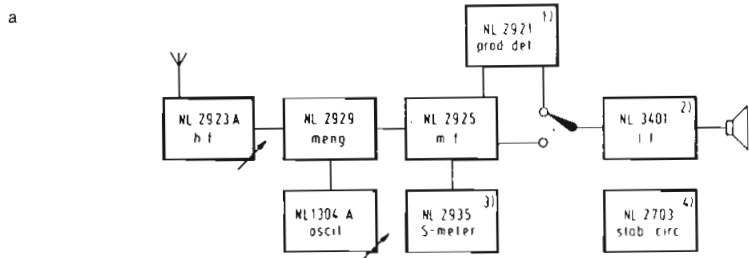 a
NL 2921 1)
prod det
NL 2923A
h f
NL 2929
meng
NL 2925
m f
NL 3401 2)
l f
NL 1304 A
oscil
NL 2935 3)
S-meter
NL 2703 4)
stab circ